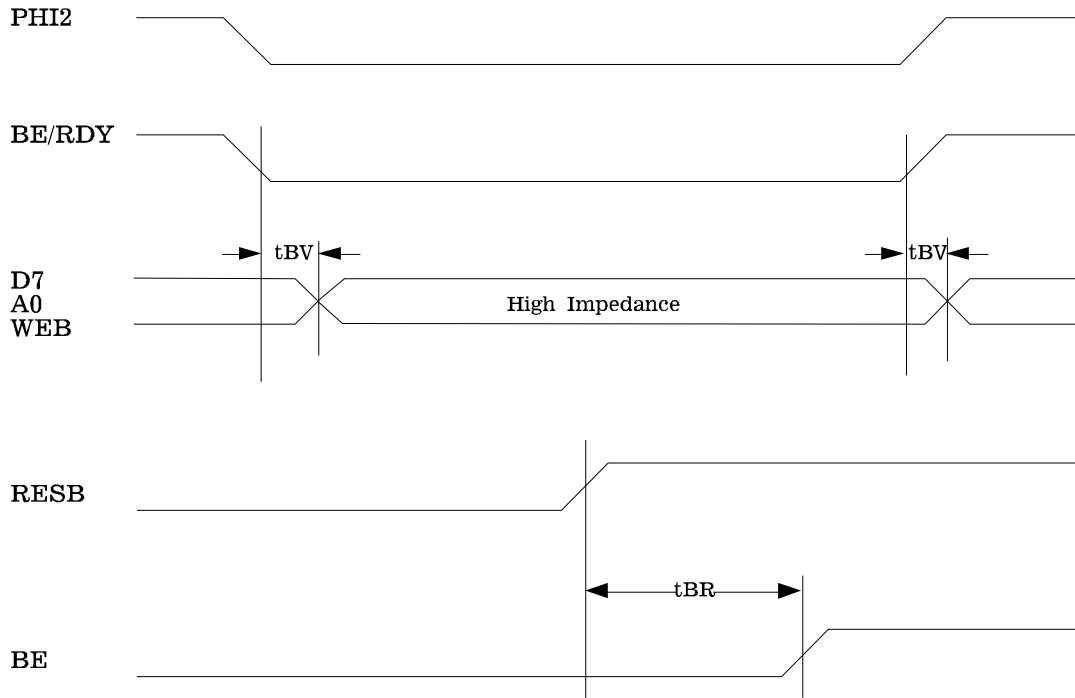 PHI2
BE/RDY
tBV tBV
D7
A0 High Impedance
WEB
RESB
tBR
BE